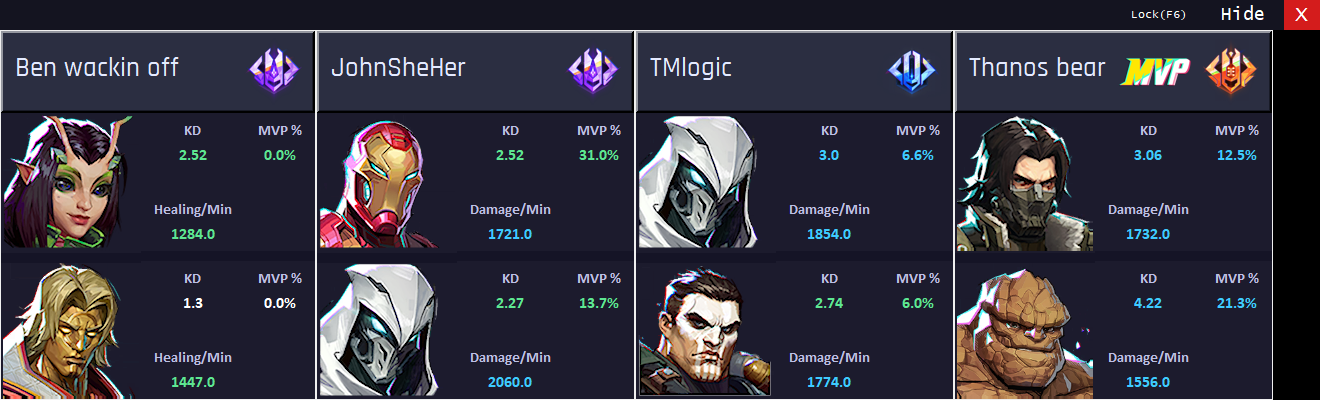 Lock(F6) Hide X
Ben wackin off JohnSheHer TMlogic Thanos bear MVP
KD MVP % KD MVP % KD MVP % KD MVP %
2.52 0.0% 2.52 31.0% 3.0 6.6% 3.06 12.5%
Healing/Min Damage/Min Damage/Min Damage/Min
1284.0 1721.0 1854.0 1732.0
KD MVP % KD MVP % KD MVP % KD MVP %
1.3 0.0% 2.27 13.7% 2.74 6.0% 4.22 21.3%
Healing/Min Damage/Min Damage/Min Damage/Min
1447.0 2060.0 1774.0 1556.0